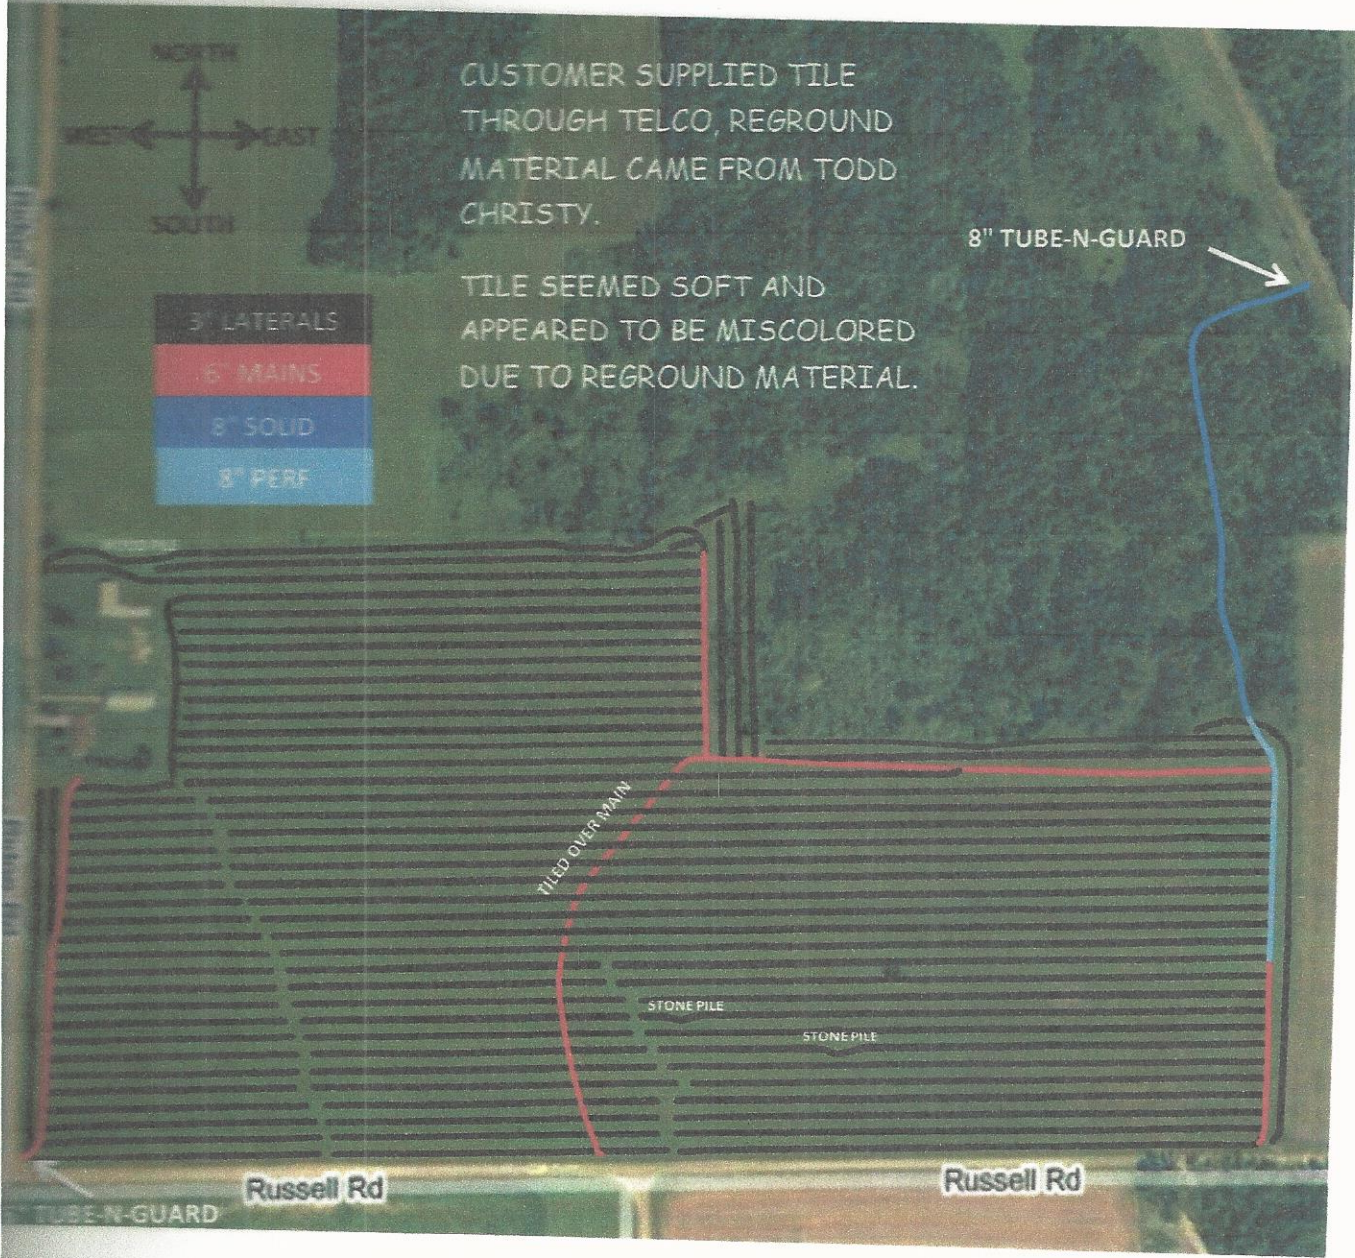 NORTH
WEST
EAST
SOUTH
CUSTOMER SUPPLIED TILE
THROUGH TELCO, REGROUND
MATERIAL CAME FROM TODD
CHRISTY.
TILE SEEMED SOFT AND
APPEARED TO BE MISCOLORED
DUE TO REGROUND MATERIAL.
8" TUBE-N-GUARD
3" LATERALS
6" MAINS
8" SOLID
8" PERF
TILED OVER MAIN
STONE PILE
STONE PILE
Russell Rd
Russell Rd
TUBE-N-GUARD